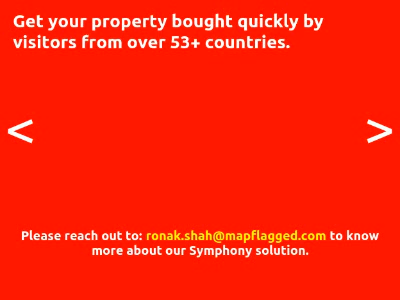 Get your property bought quickly by
visitors from over 53+ countries.
< >
Please reach out to: ronak.shah@mapflagged.com to know
more about our Symphony solution.